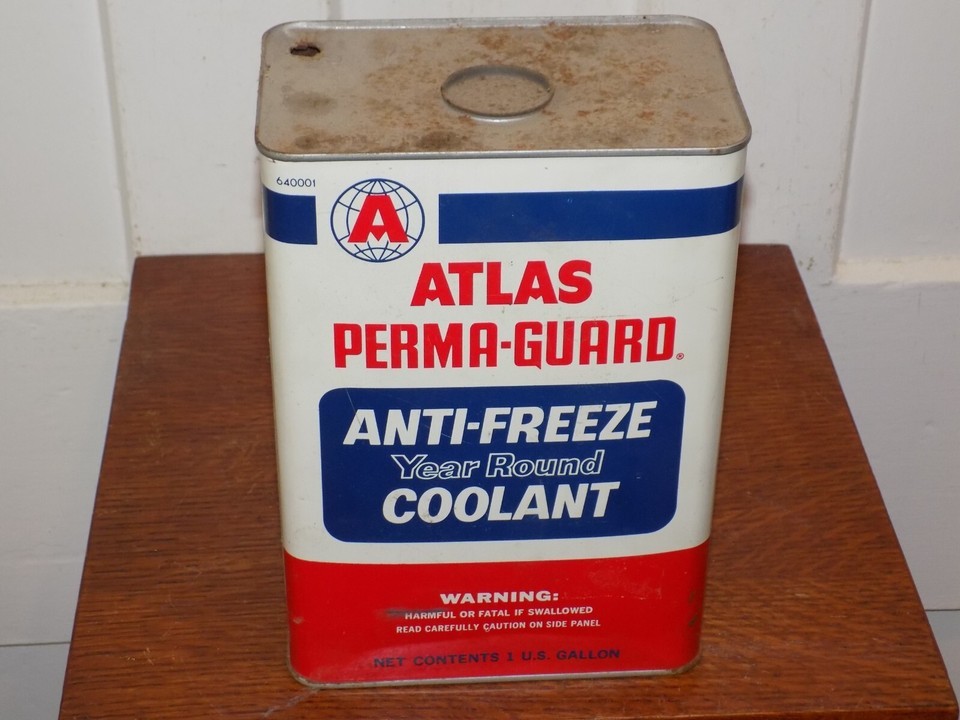 640001
A
ATLAS
PERMA-GUARD®
ANTI-FREEZE
Year Round
COOLANT
WARNING:
HARMFUL OR FATAL IF SWALLOWED
READ CAREFULLY CAUTION ON SIDE PANEL
NET CONTENTS 1 U.S. GALLON